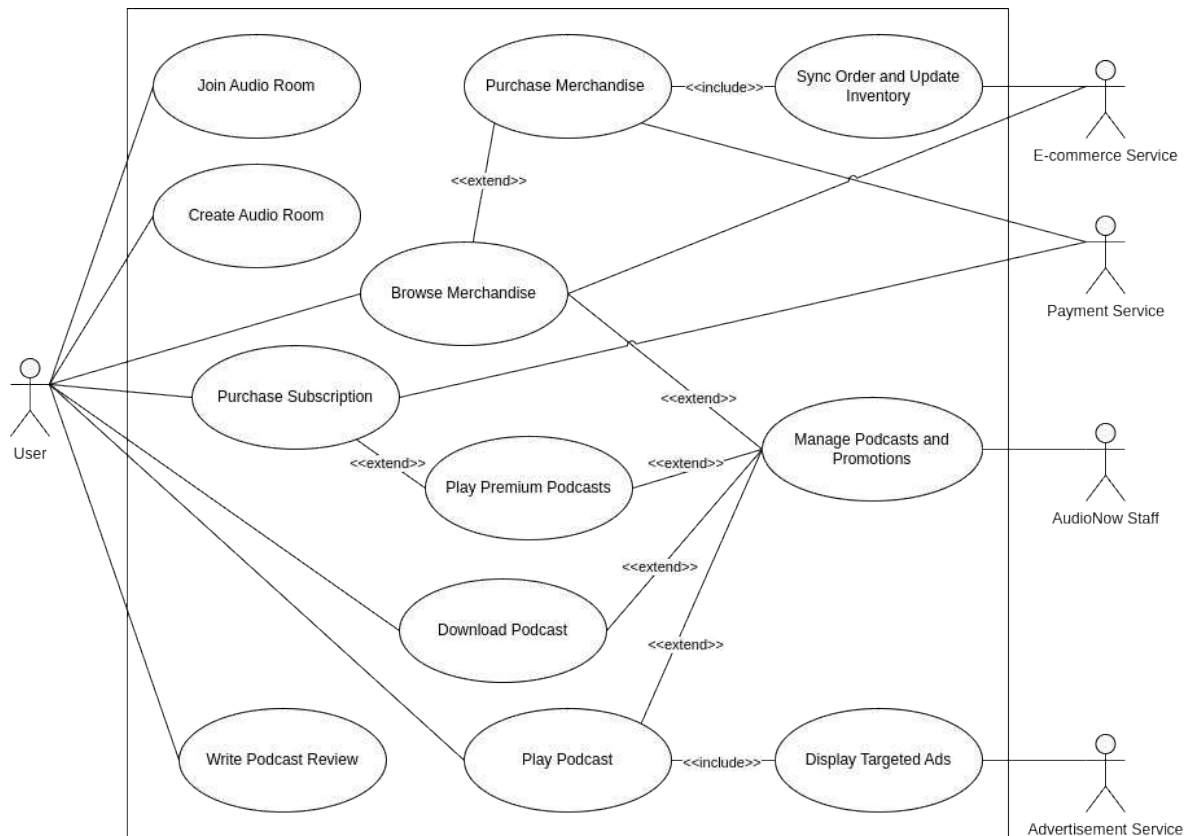 Join Audio Room
Purchase Merchandise
<<include>>
Sync Order and Update
Inventory
E-commerce Service
<<extend>>
Create Audio Room
Browse Merchandise
Payment Service
Purchase Subscription
<<extend>>
User
Manage Podcasts and
Promotions
<<extend>>
<<extend>>
Play Premium Podcasts
AudioNow Staff
<<extend>>
Download Podcast
<<extend>>
Write Podcast Review
Play Podcast
<<include>>
Display Targeted Ads
Advertisement Service